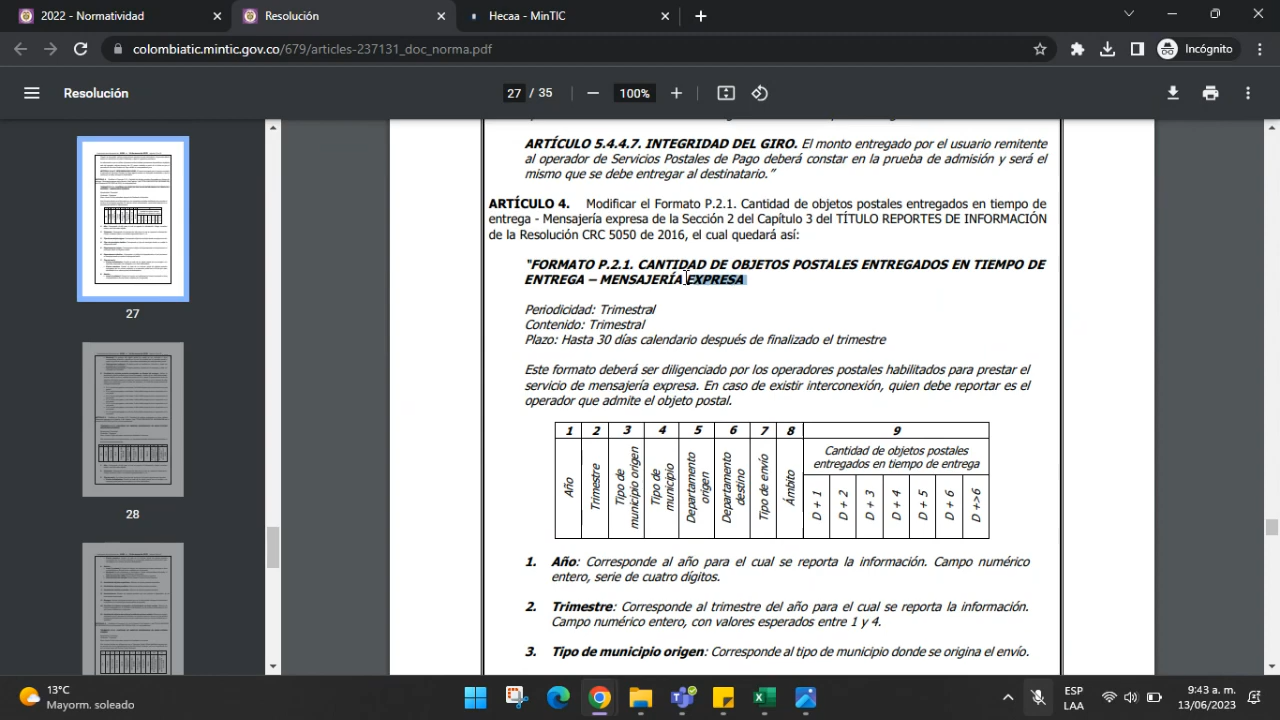 2022 - Normatividad
Resolución
Hecaa - MinTIC
colombiatic.mintic.gov.co/679/articles-237131_doc_norma.pdf
Incógnito
Resolución
27 / 35
100%
ARTÍCULO 5.4.4.7. INTEGRIDAD DEL GIRO. El monto entregado por el usuario remitente
al operador de Servicios Postales de Pago deberá constar en la prueba de admisión y será el
mismo que se debe entregar al destinatario.”
ARTÍCULO 4. Modificar el Formato P.2.1. Cantidad de objetos postales entregados en tiempo de
entrega - Mensajería expresa de la Sección 2 del Capítulo 3 del TÍTULO REPORTES DE INFORMACIÓN
de la Resolución CRC 5050 de 2016, el cual quedará así:
“FORMATO P.2.1. CANTIDAD DE OBJETOS POSTALES ENTREGADOS EN TIEMPO DE
ENTREGA – MENSAJERÍA EXPRESA
Periodicidad: Trimestral
Contenido: Trimestral
Plazo: Hasta 30 días calendario después de finalizado el trimestre
Este formato deberá ser diligenciado por los operadores postales habilitados para prestar el
servicio de mensajería expresa. En caso de existir interconexión, quien debe reportar es el
operador que admite el objeto postal.
1 2 3 4 5 6 7 8 9
Año
Trimestre
Tipo de
municipio origen
Tipo de
municipio
Departamento
origen
Departamento
destino
Tipo de envío
Ámbito
Cantidad de objetos postales
entregados en tiempo de entrega
D + 1
D + 2
D + 3
D + 4
D + 5
D + 6
D +>6
1. Año: Corresponde al año para el cual se reporta la información. Campo numérico
entero, serie de cuatro dígitos.
2. Trimestre: Corresponde al trimestre del año para el cual se reporta la información.
Campo numérico entero, con valores esperados entre 1 y 4.
3. Tipo de municipio origen: Corresponde al tipo de municipio donde se origina el envío.
27
28
13°C
Mayorm. soleado
ESP
LAA
9:43 a. m.
13/06/2023